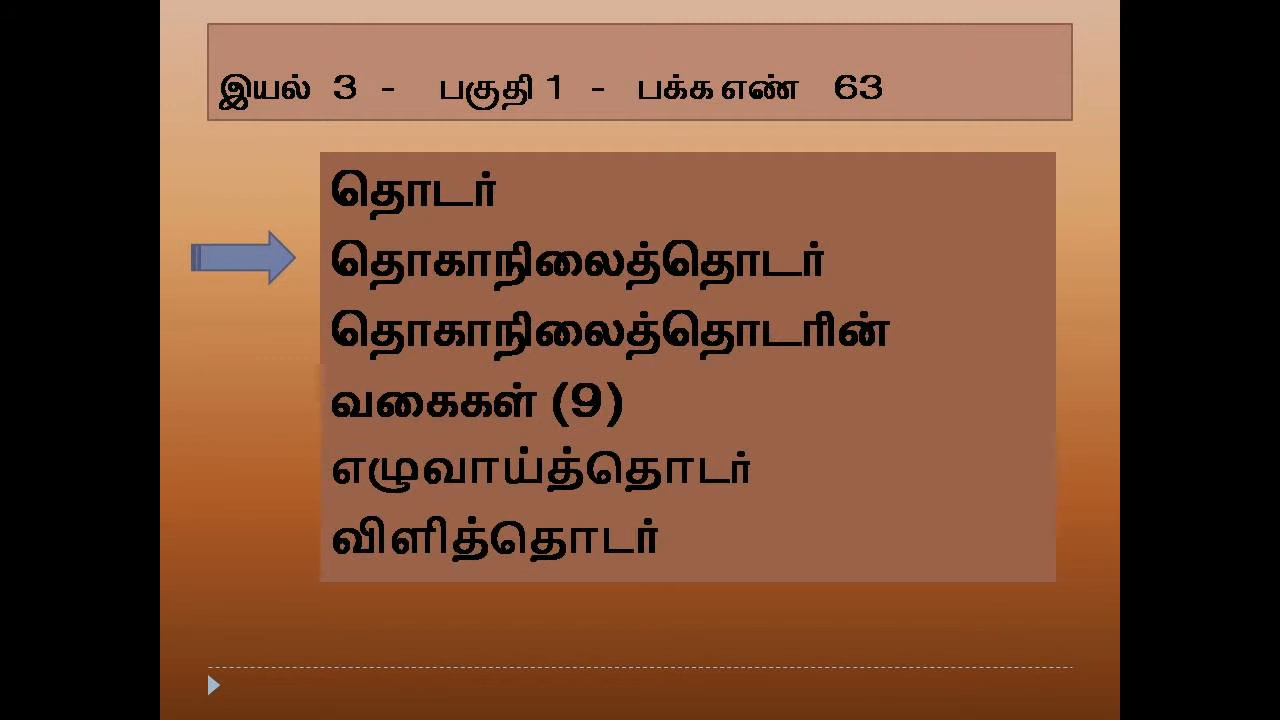 இயல் 3 - பகுதி 1 - பக்க எண் 63
தொடர்
தொகாநிலைத்தொடர்
தொகாநிலைத்தொடரின்
வகைகள் (9)
எழுவாய்த்தொடர்
விளித்தொடர்